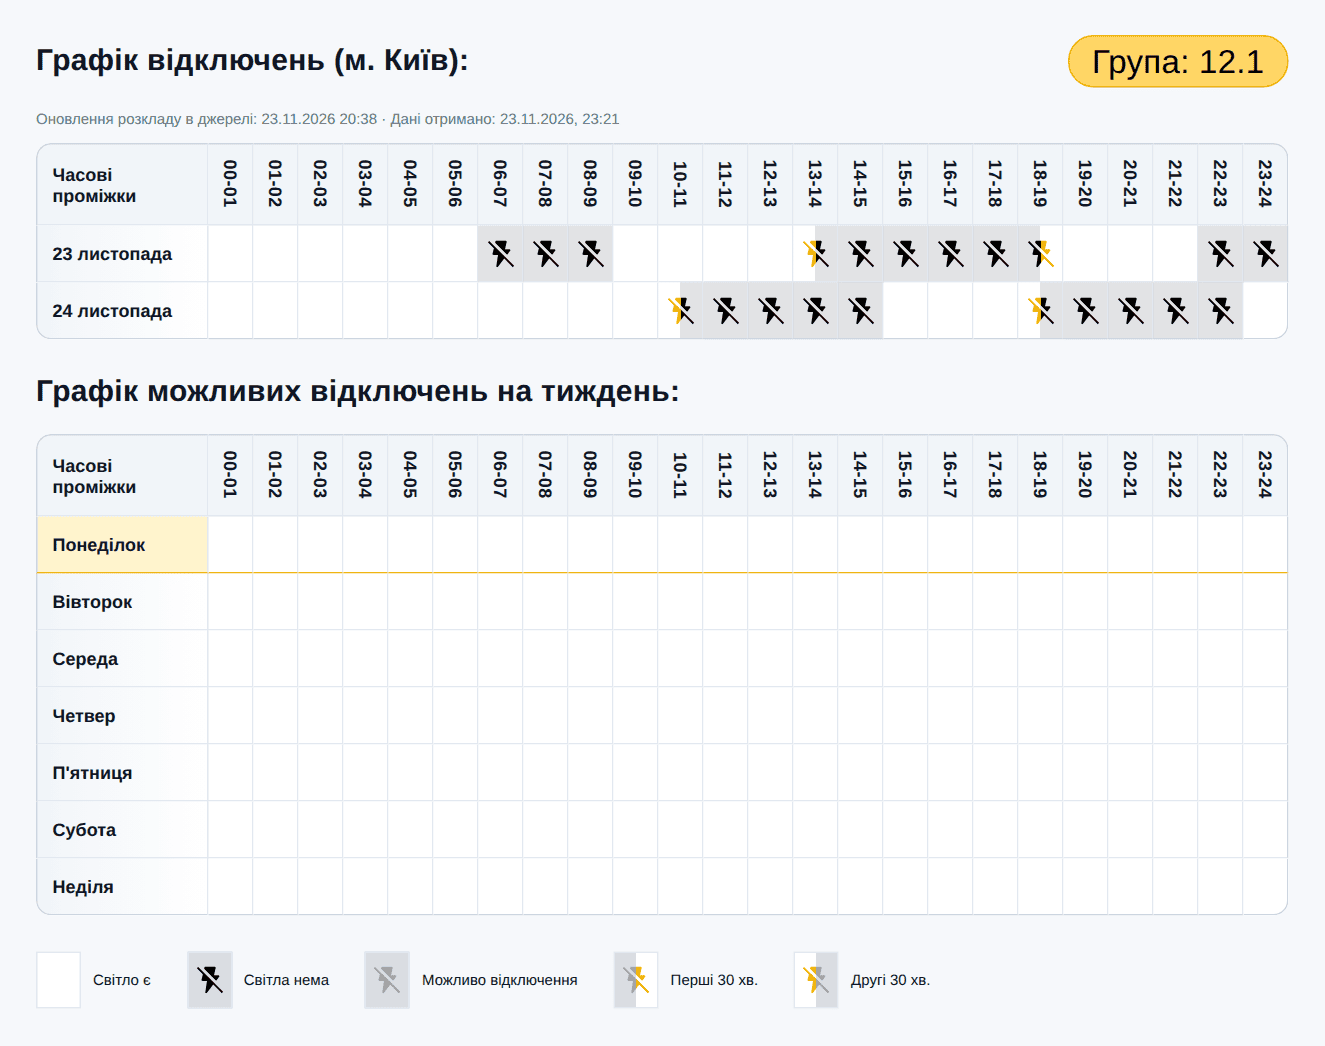 Графік відключень (м. Київ):
Група: 12.1
Оновлення розкладу в джерелі: 23.11.2026 20:38 · Дані отримано: 23.11.2026, 23:21
Часові проміжки 00-01 01-02 02-03 03-04 04-05 05-06 06-07 07-08 08-09 09-10 10-11 11-12 12-13 13-14 14-15 15-16 16-17 17-18 18-19 19-20 20-21 21-22 22-23 23-24
23 листопада
24 листопада
Графік можливих відключень на тиждень:
Часові проміжки 00-01 01-02 02-03 03-04 04-05 05-06 06-07 07-08 08-09 09-10 10-11 11-12 12-13 13-14 14-15 15-16 16-17 17-18 18-19 19-20 20-21 21-22 22-23 23-24
Понеділок
Вівторок
Середа
Четвер
П'ятниця
Субота
Неділя
Світло є Світла нема Можливо відключення Перші 30 хв. Другі 30 хв.